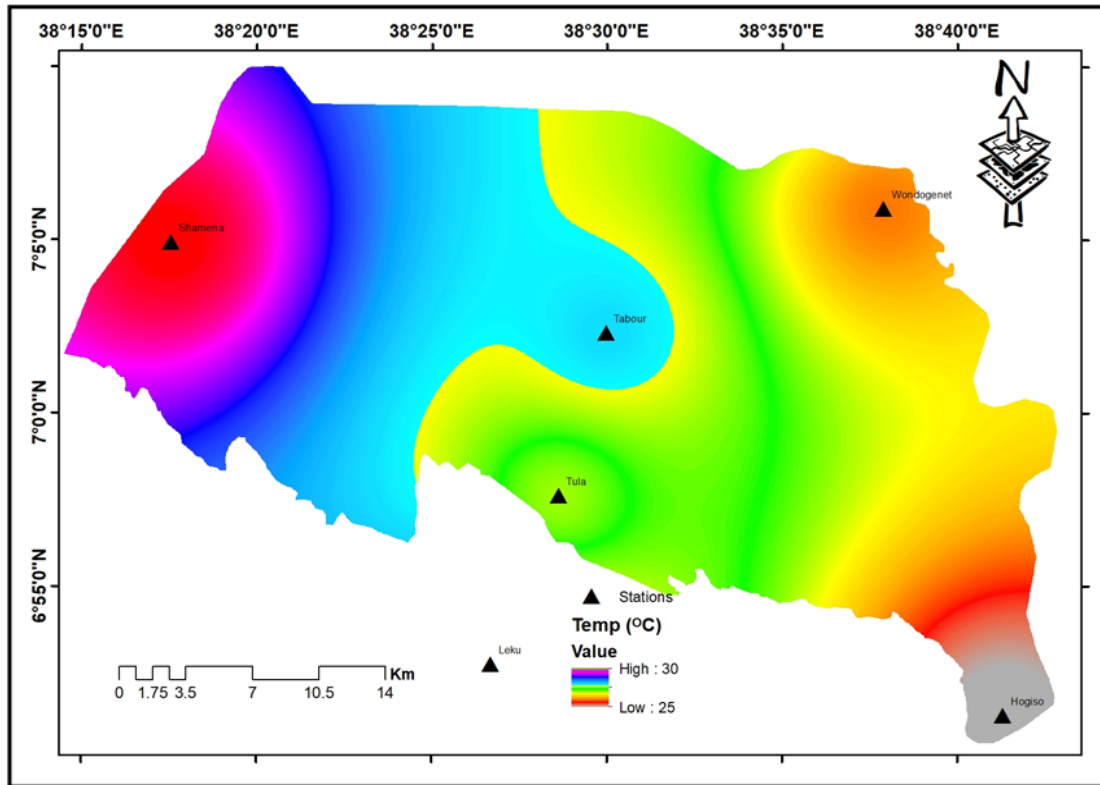 38°15'0"E 38°20'0"E 38°25'0"E 38°30'0"E 38°35'0"E 38°40'0"E
N
Wondogenet
Shamena
7°5'0"N
Tabour
7°0'0"N
Tula
6°55'0"N
Stations
Temp (ᴼC)
Value
High : 30
Low : 25
Leku
Km
0 1.75 3.5 7 10.5 14
Hogiso